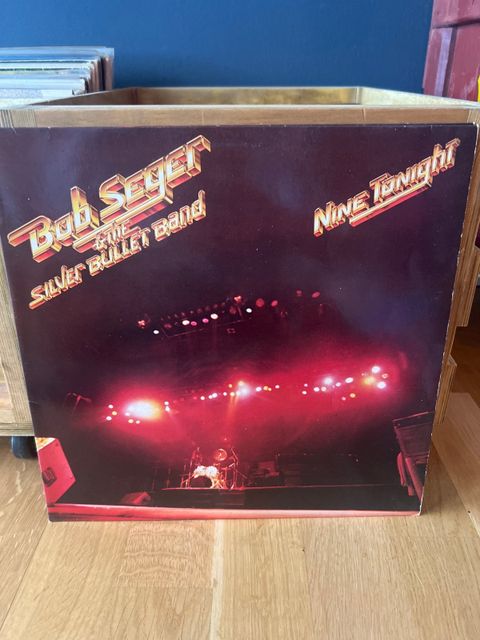 Bob Seger
& THE
SILVER BULLET BAND
NINE TONIGHT